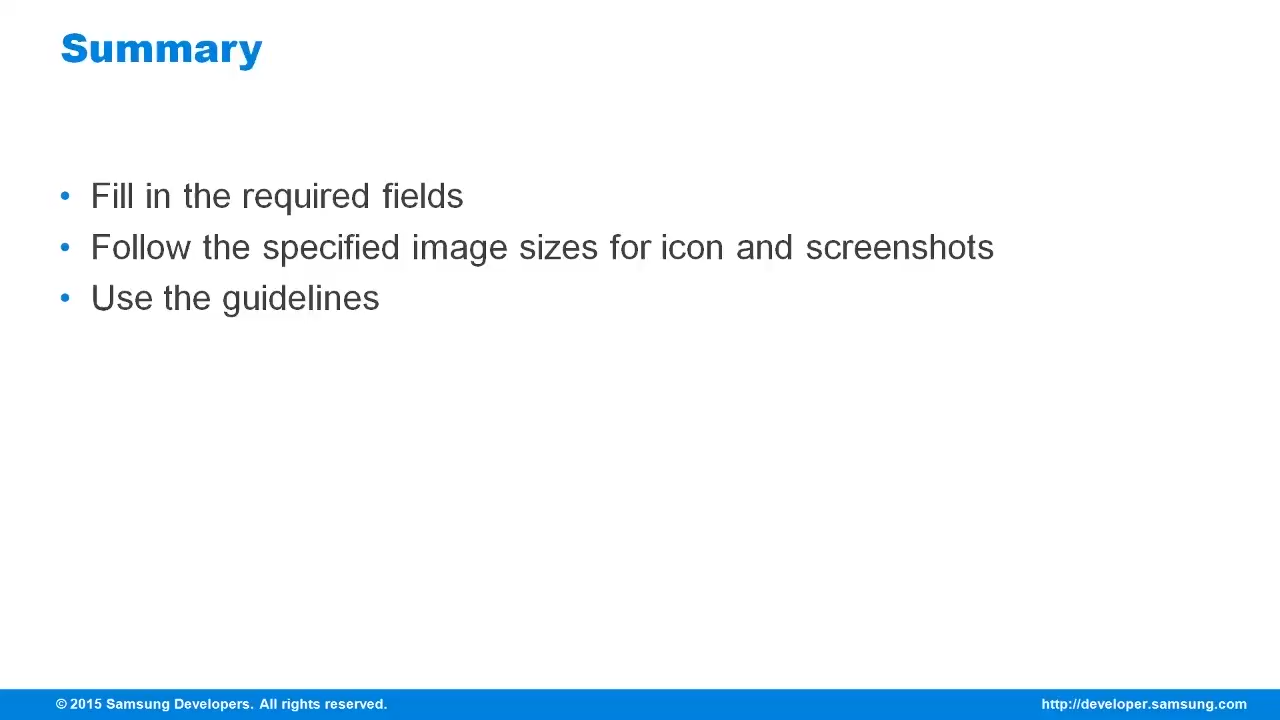 Summary
• Fill in the required fields
• Follow the specified image sizes for icon and screenshots
• Use the guidelines
© 2015 Samsung Developers. All rights reserved.
http://developer.samsung.com